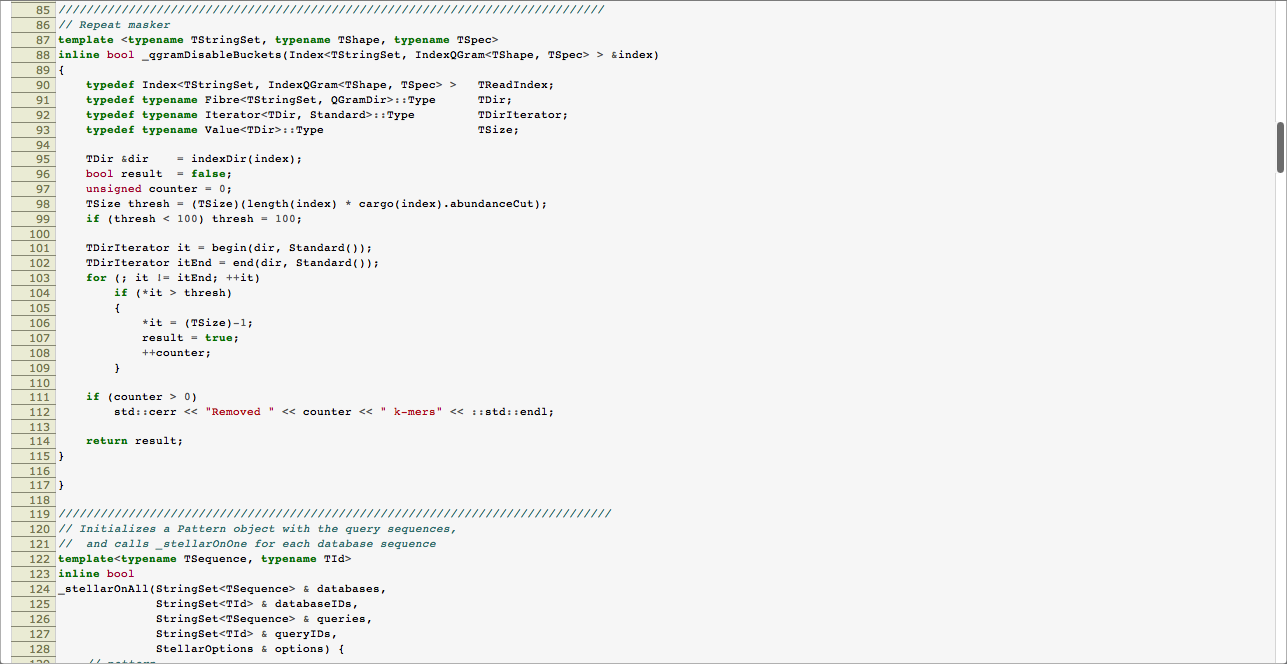 85 //////////////////////////////////////////////////////////////////////////////
86 // Repeat masker
87 template <typename TStringSet, typename TShape, typename TSpec>
88 inline bool _qgramDisableBuckets(Index<TStringSet, IndexQGram<TShape, TSpec> > &index)
89 {
90     typedef Index<TStringSet, IndexQGram<TShape, TSpec> >   TReadIndex;
91     typedef typename Fibre<TStringSet, QGramDir>::Type      TDir;
92     typedef typename Iterator<TDir, Standard>::Type         TDirIterator;
93     typedef typename Value<TDir>::Type                      TSize;
94
95     TDir &dir    = indexDir(index);
96     bool result  = false;
97     unsigned counter = 0;
98     TSize thresh = (TSize)(length(index) * cargo(index).abundanceCut);
99     if (thresh < 100) thresh = 100;
100
101     TDirIterator it = begin(dir, Standard());
102     TDirIterator itEnd = end(dir, Standard());
103     for (; it != itEnd; ++it)
104         if (*it > thresh)
105         {
106             *it = (TSize)-1;
107             result = true;
108             ++counter;
109         }
110
111     if (counter > 0)
112         std::cerr << "Removed " << counter << " k-mers" << ::std::endl;
113
114     return result;
115 }
116
117 }
118
119 ///////////////////////////////////////////////////////////////////////////////
120 // Initializes a Pattern object with the query sequences,
121 //  and calls _stellarOnOne for each database sequence
122 template<typename TSequence, typename TId>
123 inline bool
124 _stellarOnAll(StringSet<TSequence> & databases,
125               StringSet<TId> & databaseIDs,
126               StringSet<TSequence> & queries,
127               StringSet<TId> & queryIDs,
128               StellarOptions & options) {
129     // pattern